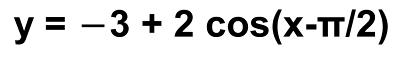 y = −3 + 2 cos(x-π/2)